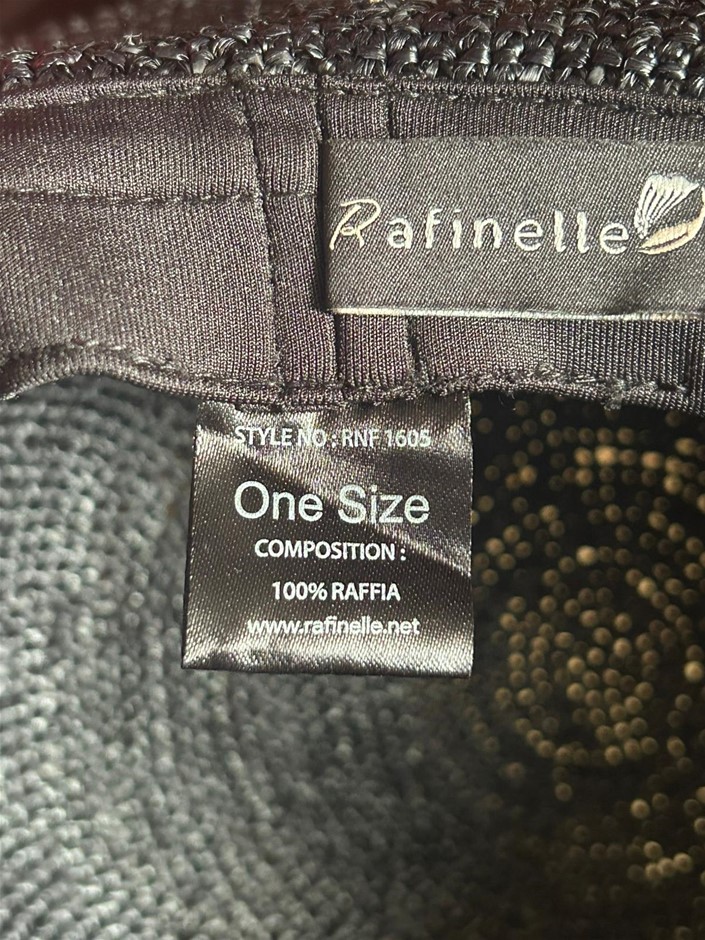 Rafinelle
STYLE NO : RNF 1605
One Size
COMPOSITION :
100% RAFFIA
www.rafinelle.net